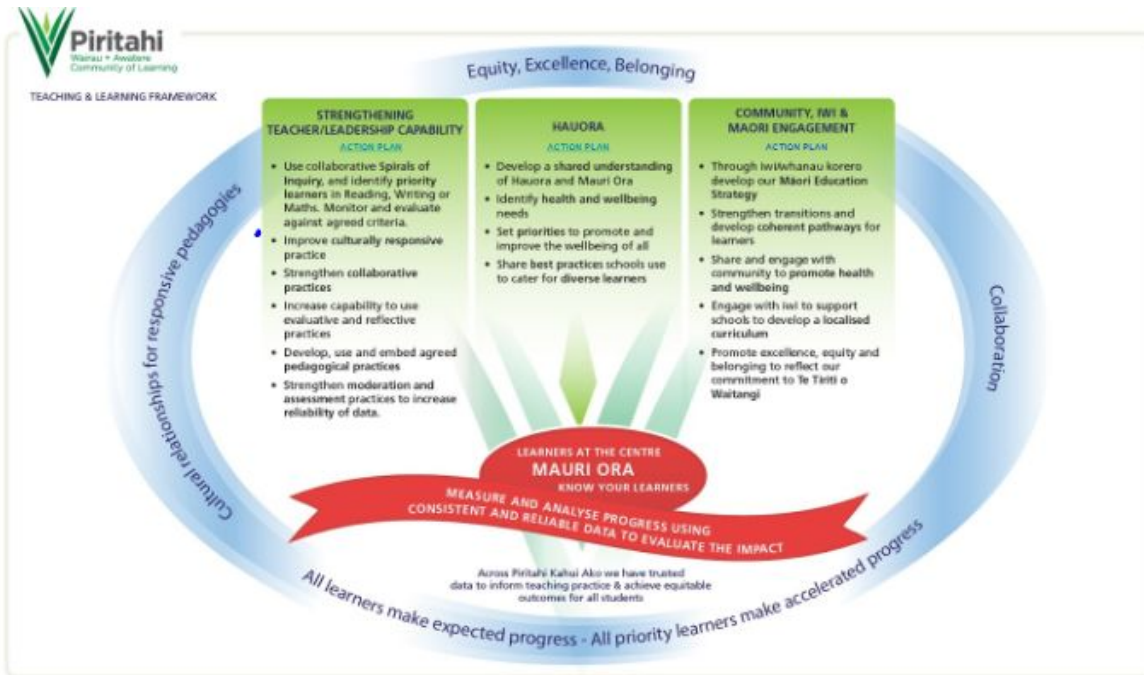 Piritahi
Wairau + Awatere
Community of Learning
TEACHING & LEARNING FRAMEWORK
Equity, Excellence, Belonging
STRENGTHENING
TEACHER/LEADERSHIP CAPABILITY
ACTION PLAN
• Use collaborative Spirals of
Inquiry, and identify priority
learners in Reading, Writing or
Maths. Monitor and evaluate
against agreed criteria.
• Improve culturally responsive
practice
• Strengthen collaborative
practices
• Increase capability to use
evaluative and reflective
practices
• Develop, use and embed agreed
pedagogical practices
• Strengthen moderation and
assessment practices to increase
reliability of data.
HAUORA
ACTION PLAN
• Develop a shared understanding
of Hauora and Mauri Ora
• Identify health and wellbeing
needs
• Set priorities to promote and
improve the wellbeing of all
• Share best practices schools use
to cater for diverse learners
COMMUNITY, IWI &
MAORI ENGAGEMENT
ACTION PLAN
• Through iwi/whanau korero
develop our Māori Education
Strategy
• Strengthen transitions and
develop coherent pathways for
learners
• Share and engage with
community to promote health
and wellbeing
• Engage with iwi to support
schools to develop a localised
curriculum
• Promote excellence, equity and
belonging to reflect our
commitment to Te Tiriti o
Waitangi
Cultural relationships for responsive pedagogies
Collaboration
LEARNERS AT THE CENTRE
MAURI ORA
KNOW YOUR LEARNERS
MEASURE AND ANALYSE PROGRESS USING
CONSISTENT AND RELIABLE DATA TO EVALUATE THE IMPACT
Across Piritahi Kahui Ako we have trusted
data to inform teaching practice & achieve equitable
outcomes for all students
All learners make expected progress - All priority learners make accelerated progress